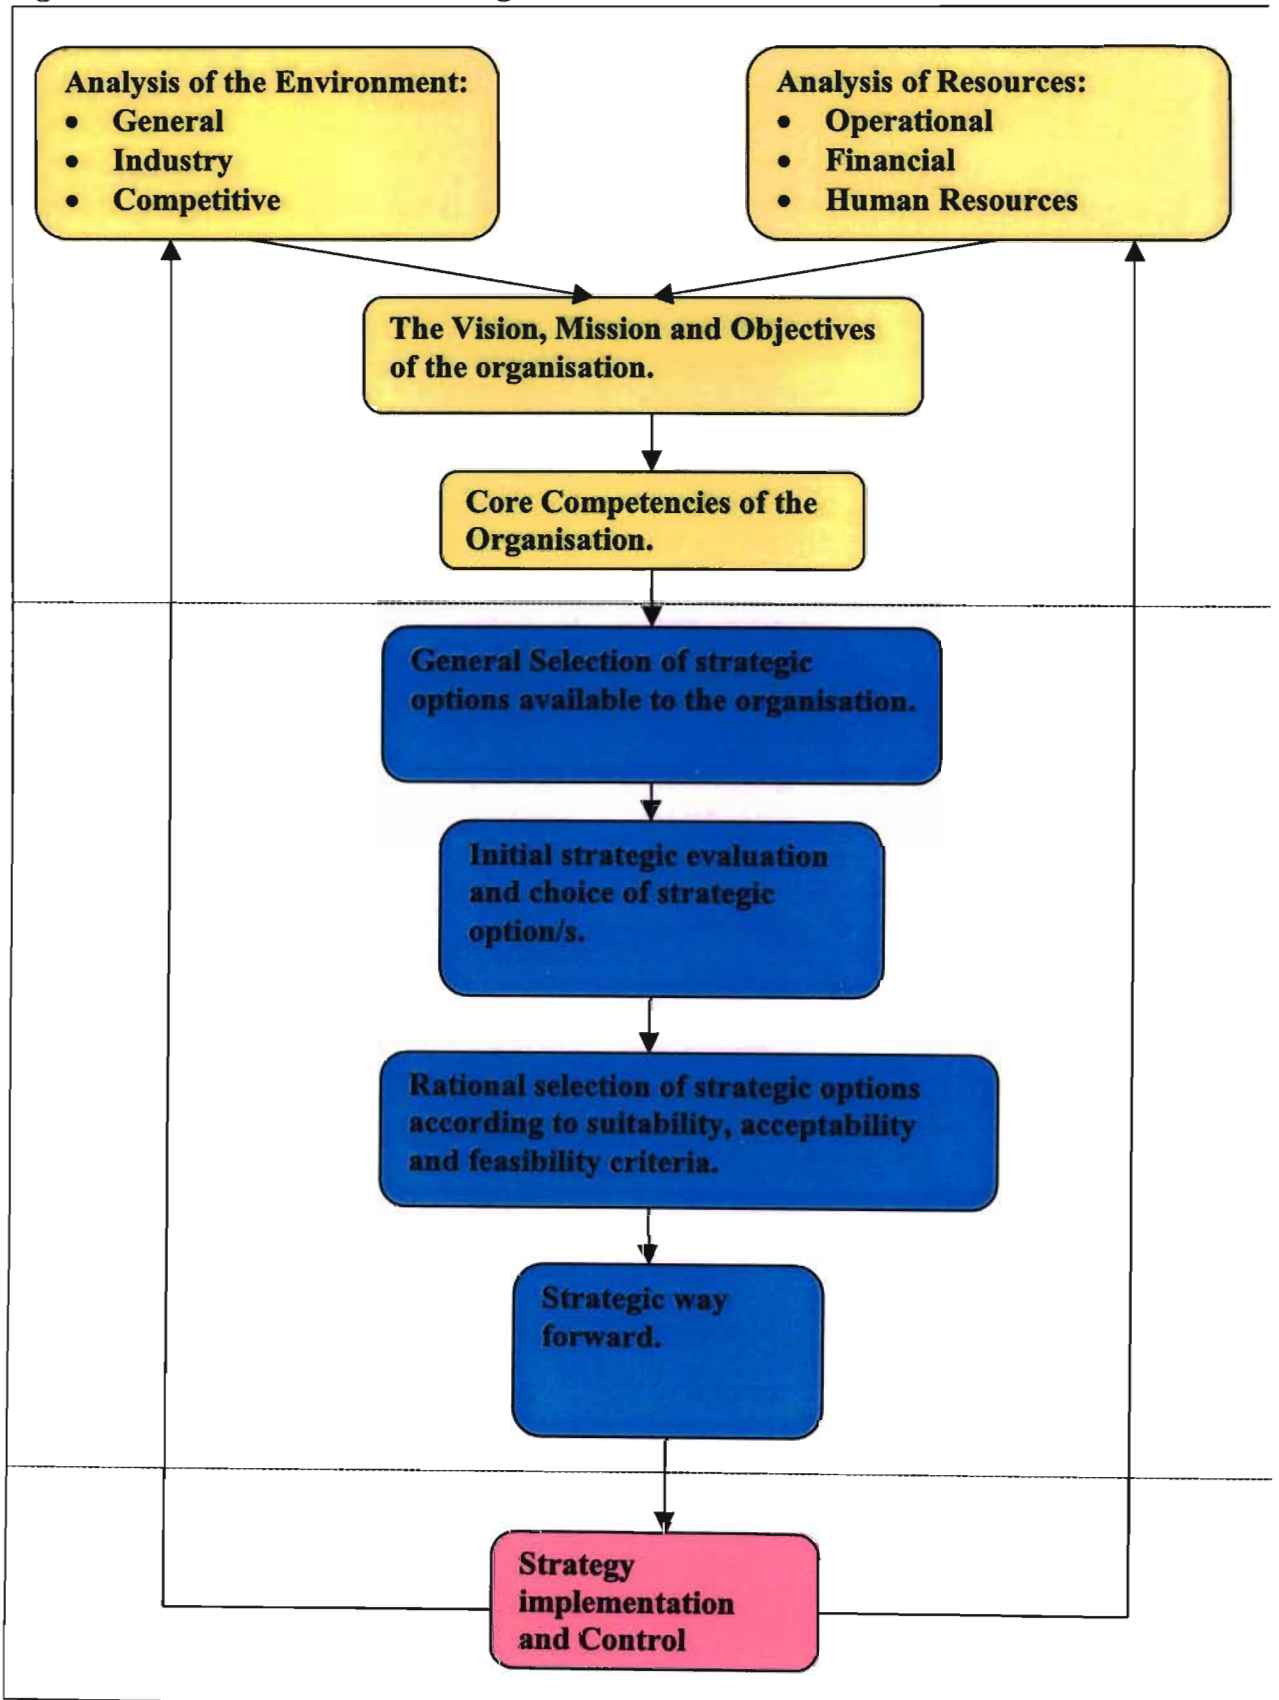 Analysis of the Environment:
• General
• Industry
• Competitive
Analysis of Resources:
• Operational
• Financial
• Human Resources
The Vision, Mission and Objectives
of the organisation.
Core Competencies of the
Organisation.
General Selection of strategic
options available to the organisation.
Initial strategic evaluation
and choice of strategic
option/s.
Rational selection of strategic options
according to suitability, acceptability
and feasibility criteria.
Strategic way
forward.
Strategy
implementation
and Control